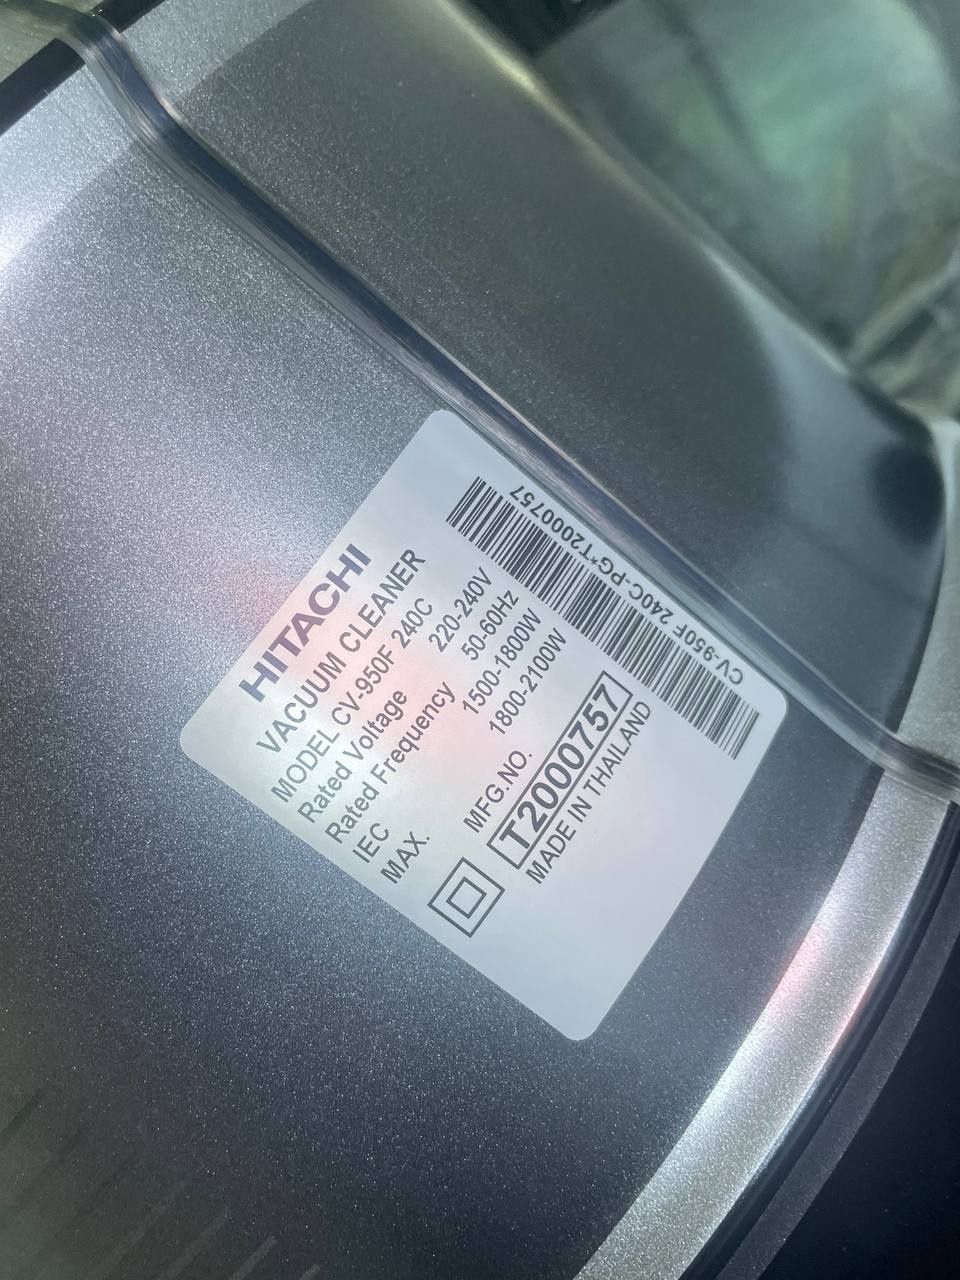 HITACHI
VACUUM CLEANER
MODEL CV-950F 240C
Rated Voltage 220-240V
Rated Frequency 50-60Hz
IEC 1500-1800W
MAX. 1800-2100W
MFG.NO.
T2000757
MADE IN THAILAND
CV-950F 240C-PG*T2000757